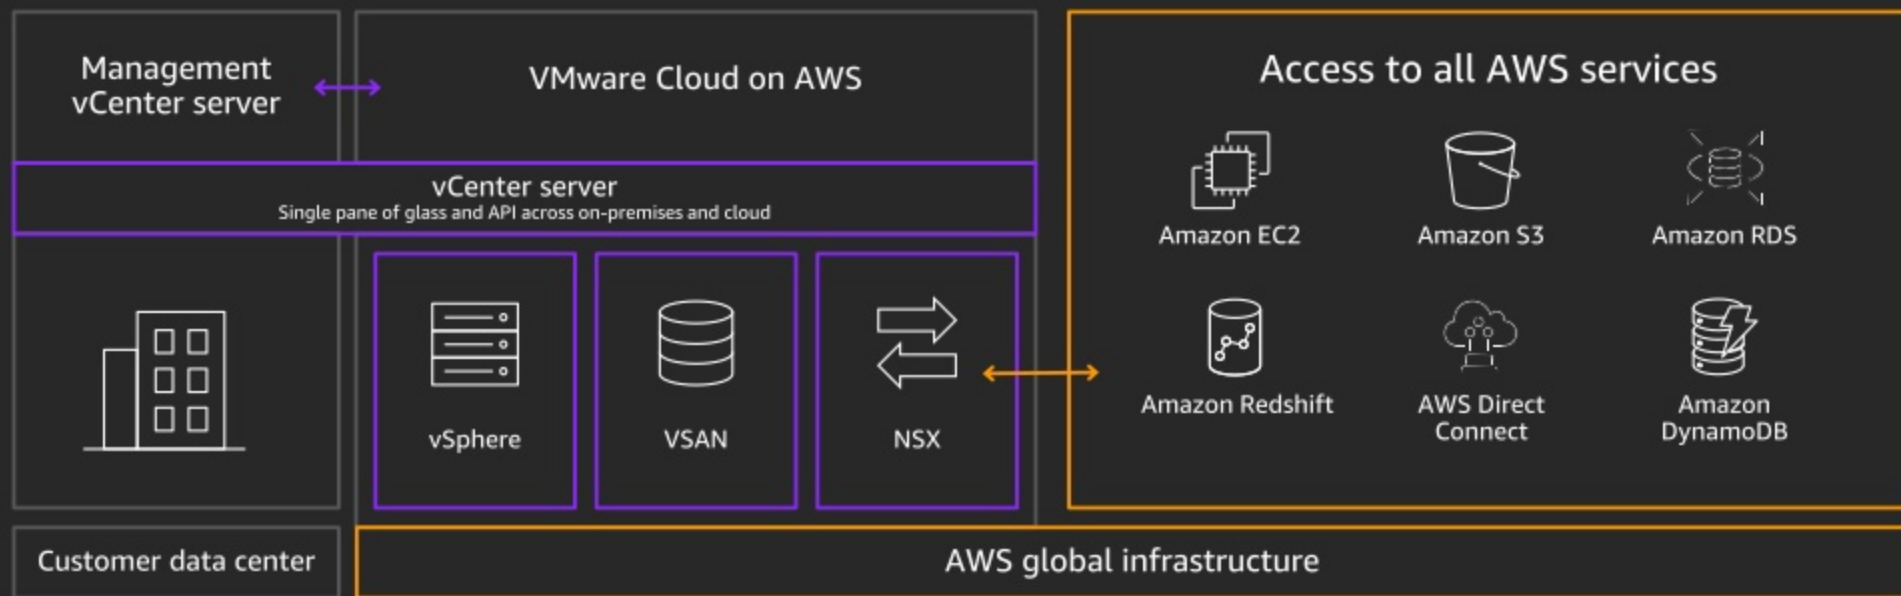 Management
vCenter server
VMware Cloud on AWS
vCenter server
Single pane of glass and API across on-premises and cloud
vSphere
VSAN
NSX
Customer data center
Access to all AWS services
Amazon EC2
Amazon S3
Amazon RDS
Amazon Redshift
AWS Direct
Connect
Amazon
DynamoDB
AWS global infrastructure